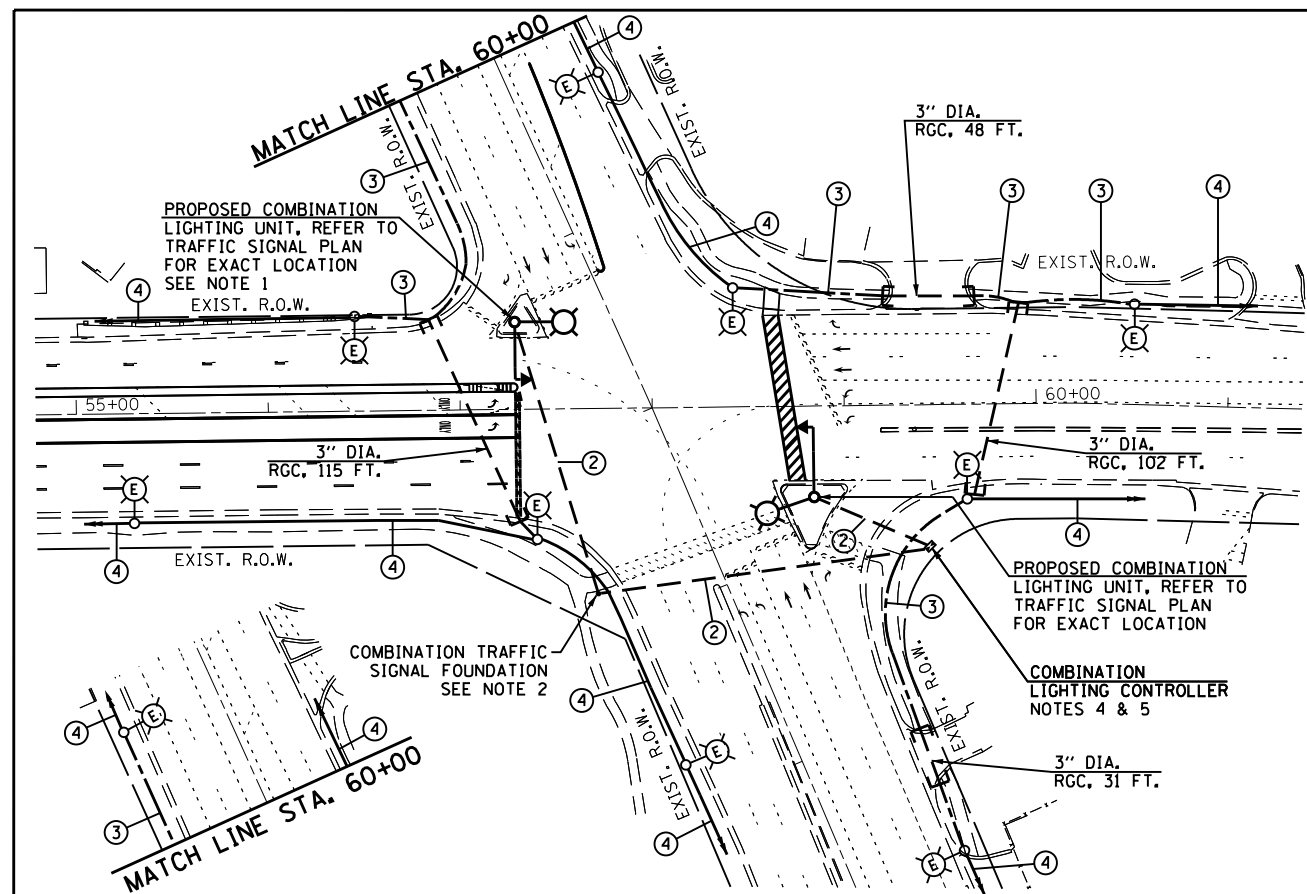 MATCH LINE STA. 60+00
4
E
EXIST. R.O.W.
3" DIA.
RGC, 48 FT.
EXIST. R.O.W.
3
EXIST. R.O.W.
3
3
3
4
PROPOSED COMBINATION
LIGHTING UNIT, REFER TO
TRAFFIC SIGNAL PLAN
FOR EXACT LOCATION
SEE NOTE 1
4
EXIST. R.O.W.
4
3
EXIST. R.O.W.
E
E
E
55+00
60+00
3" DIA.
RGC, 115 FT.
2
3" DIA.
RGC, 102 FT.
E
E
E
4
4
4
2
EXIST. R.O.W.
PROPOSED COMBINATION
LIGHTING UNIT, REFER TO
TRAFFIC SIGNAL PLAN
FOR EXACT LOCATION
3
2
COMBINATION TRAFFIC
SIGNAL FOUNDATION
SEE NOTE 2
EXIST. R.O.W.
COMBINATION
LIGHTING CONTROLLER
NOTES 4 & 5
4
EXIST. R.O.W.
4
E
4
E
3" DIA.
RGC, 31 FT.
3
4
E
4
MATCH LINE STA. 60+00